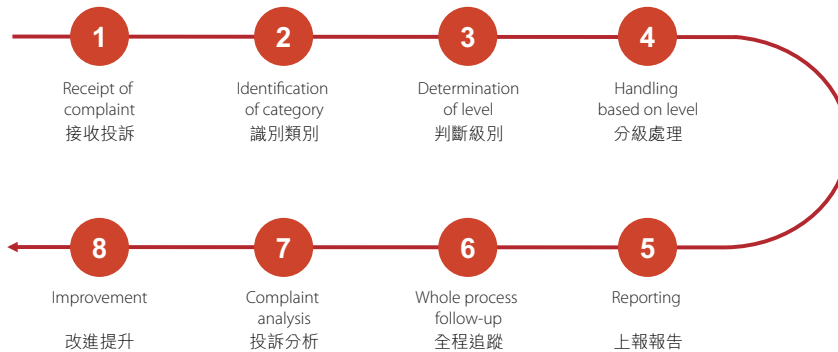 1
Receipt of
complaint
接收投訴
2
Identification
of category
識別類別
3
Determination
of level
判斷級別
4
Handling
based on level
分級處理
5
Reporting
上報報告
6
Whole process
follow-up
全程追蹤
7
Complaint
analysis
投訴分析
8
Improvement
改進提升